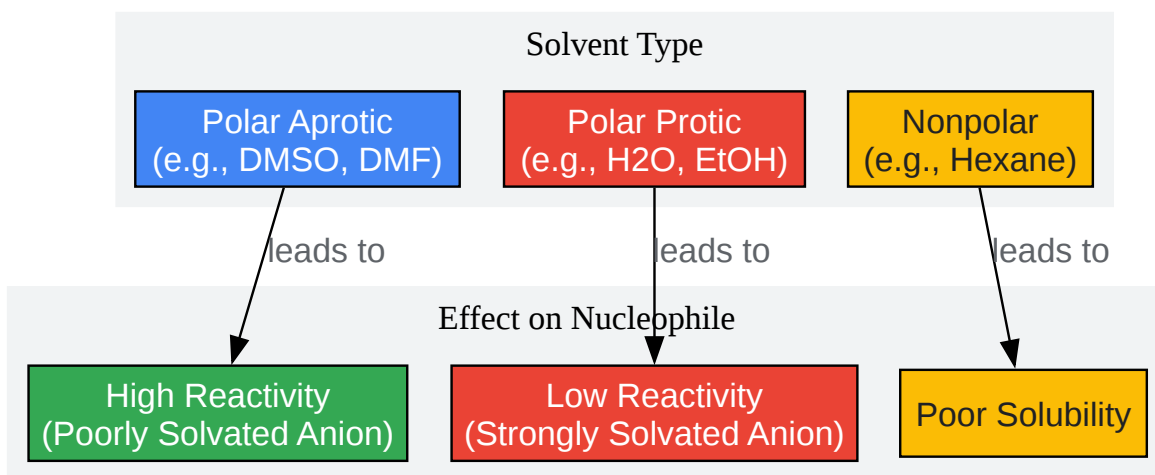 Solvent Type
Polar Aprotic
(e.g., DMSO, DMF)
Polar Protic
(e.g., H2O, EtOH)
Nonpolar
(e.g., Hexane)
leads to
leads to
leads to
Effect on Nucleophile
High Reactivity
(Poorly Solvated Anion)
Low Reactivity
(Strongly Solvated Anion)
Poor Solubility